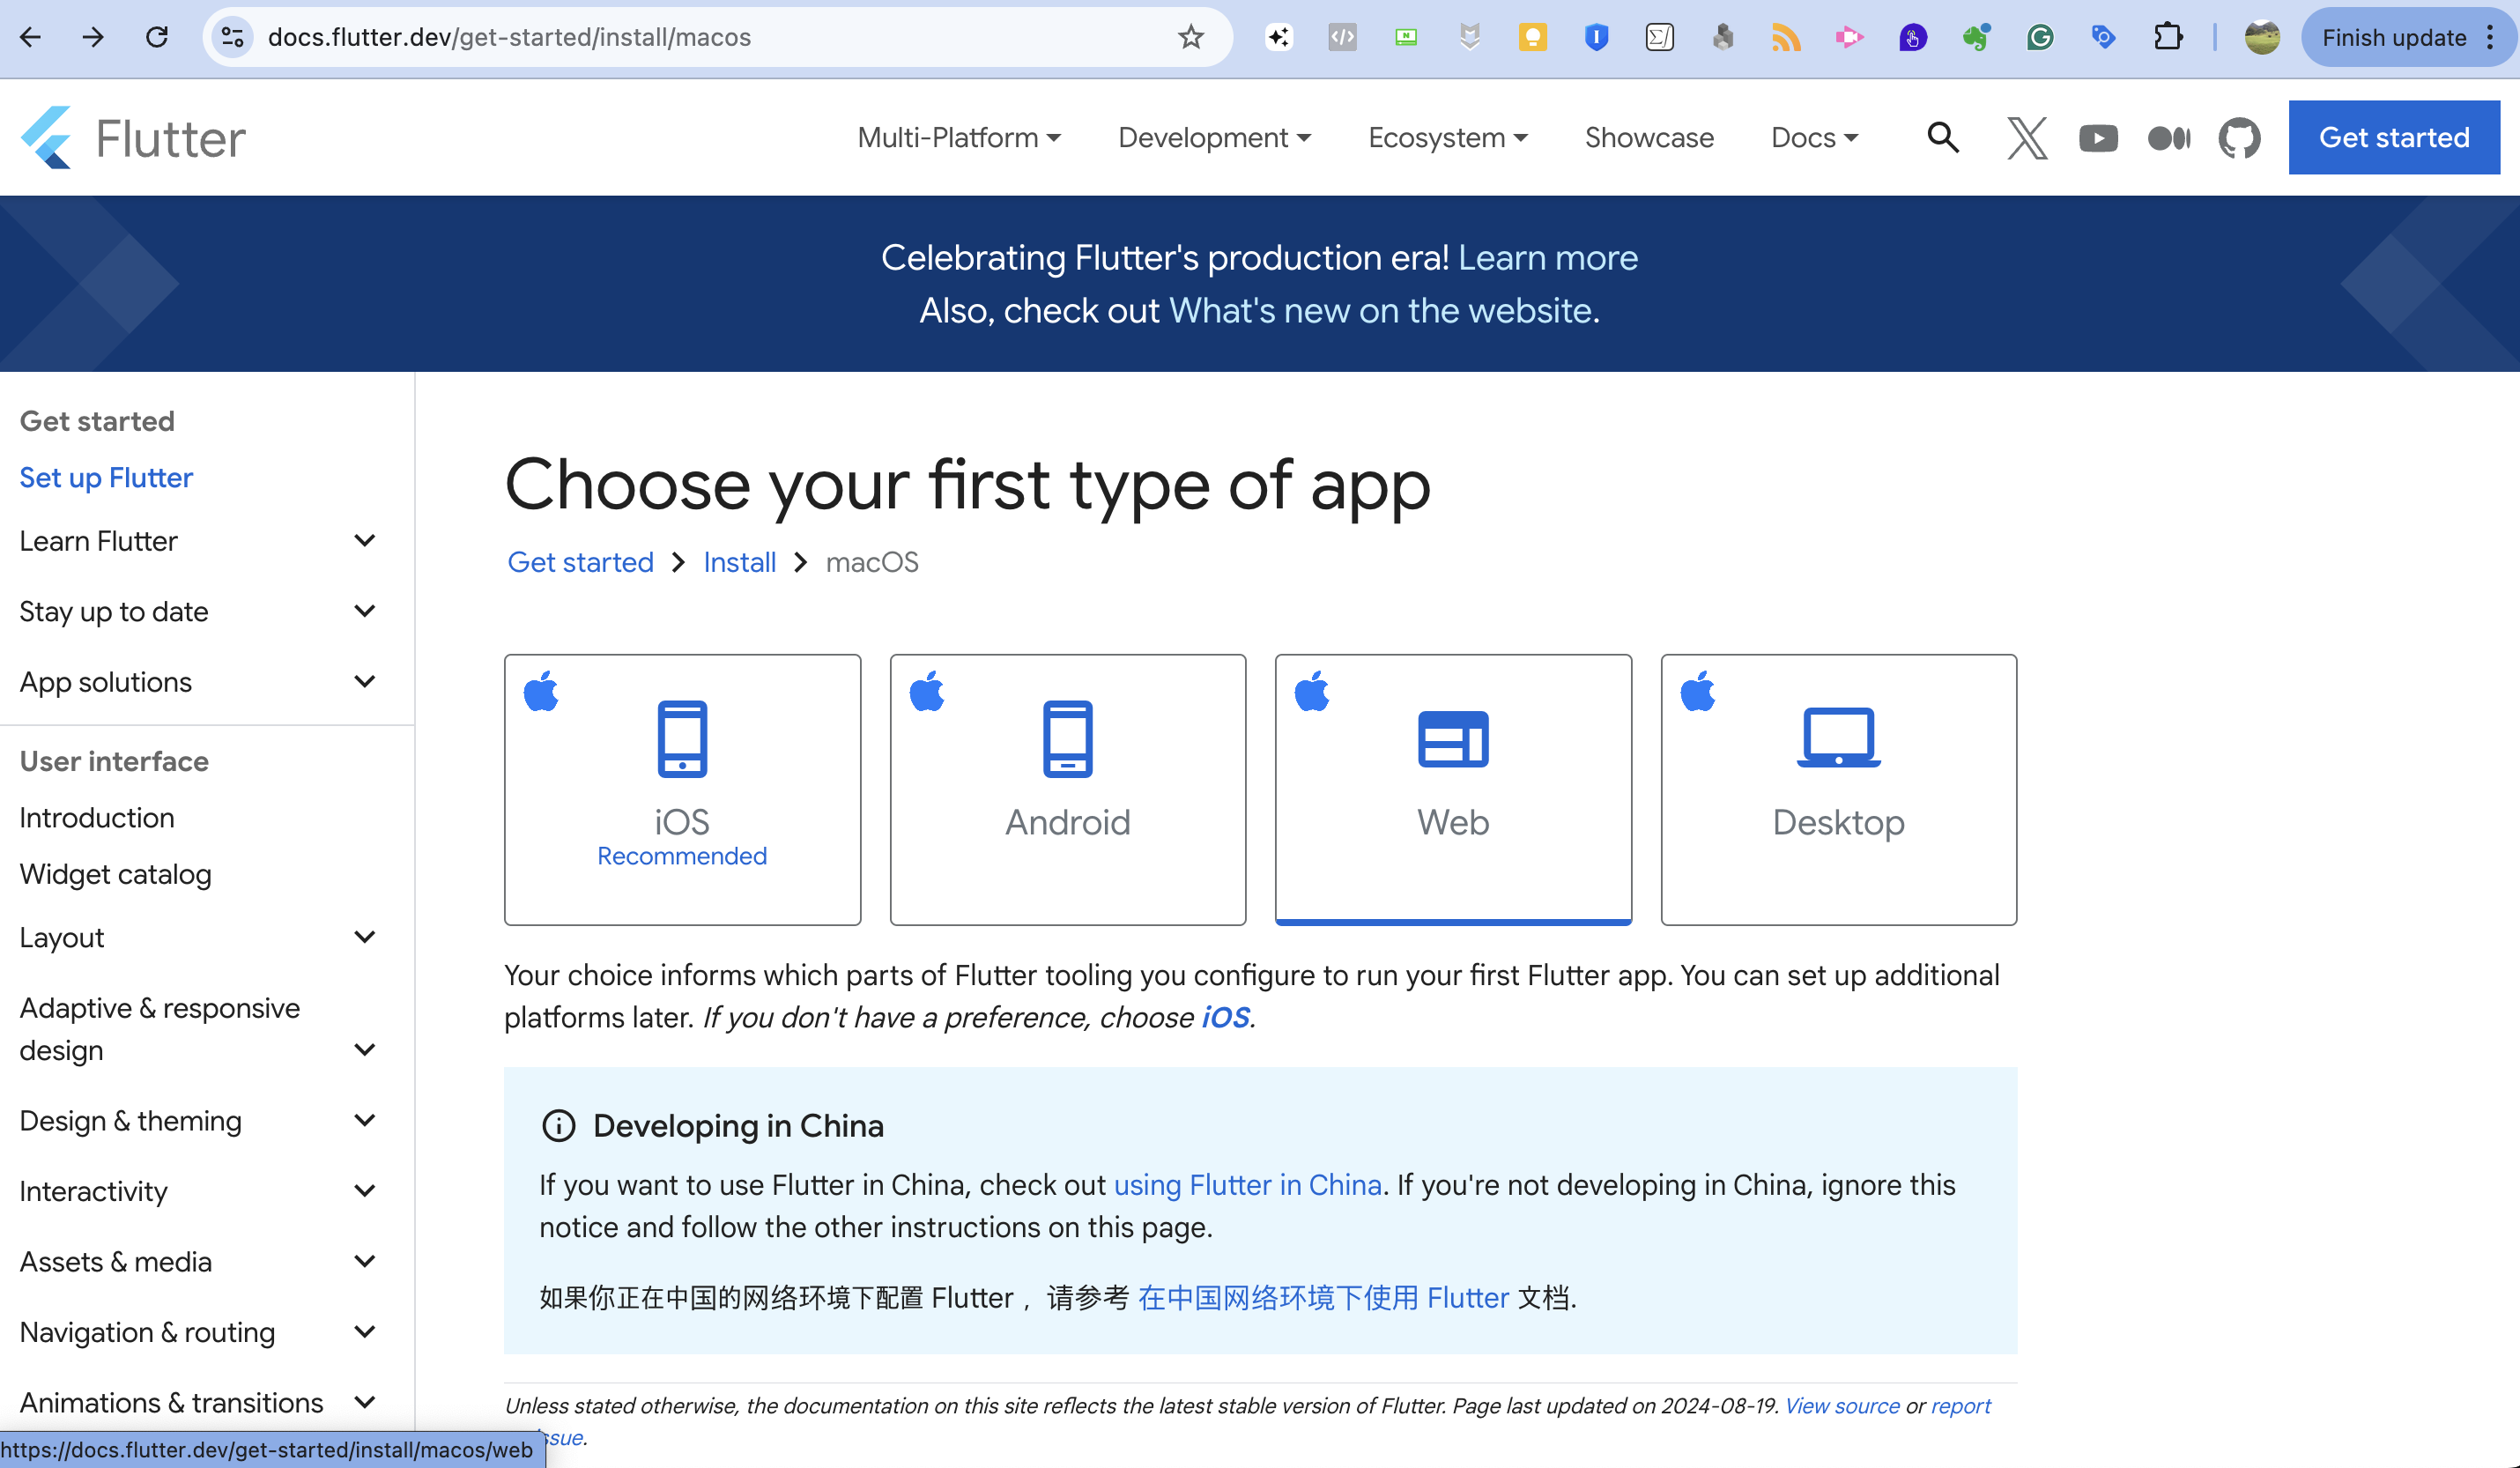 docs.flutter.dev/get-started/install/macos
Finish update
Flutter
Multi-Platform
Development
Ecosystem
Showcase
Docs
Get started
Celebrating Flutter's production era! Learn more
Also, check out What's new on the website.
Get started
Set up Flutter
Learn Flutter
Stay up to date
App solutions
User interface
Introduction
Widget catalog
Layout
Adaptive & responsive
design
Design & theming
Interactivity
Assets & media
Navigation & routing
Animations & transitions
https://docs.flutter.dev/get-started/install/macos/web
Choose your first type of app
Get started > Install > macOS
iOS
Recommended
Android
Web
Desktop
Your choice informs which parts of Flutter tooling you configure to run your first Flutter app. You can set up additional
platforms later. If you don't have a preference, choose iOS.
Developing in China
If you want to use Flutter in China, check out using Flutter in China. If you're not developing in China, ignore this
notice and follow the other instructions on this page.
如果你正在中国的网络环境下配置 Flutter，请参考 在中国网络环境下使用 Flutter 文档.
Unless stated otherwise, the documentation on this site reflects the latest stable version of Flutter. Page last updated on 2024-08-19. View source or report
ssue.